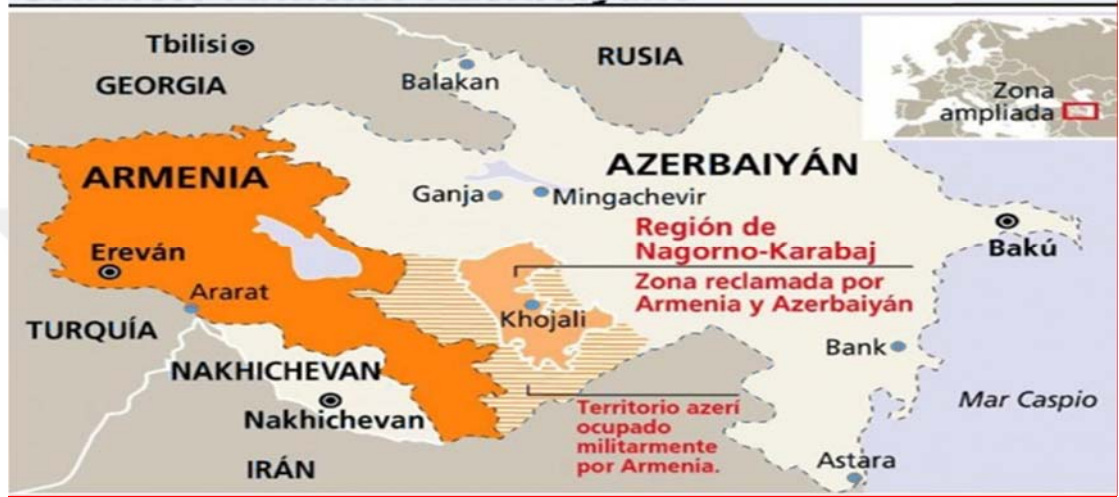 Tbilisi
GEORGIA
RUSIA
Balakan
Zona
ampliada
ARMENIA
AZERBAIYÁN
Ganja
Mingachevir
Región de
Nagorno-Karabaj
Zona reclamada por
Armenia y Azerbaiyán
Bakú
Ereván
Ararat
Khojali
TURQUÍA
Bank
NAKHICHEVAN
Nakhichevan
Territorio azerí
ocupado
militarmente
por Armenia.
Mar Caspio
IRÁN
Astara